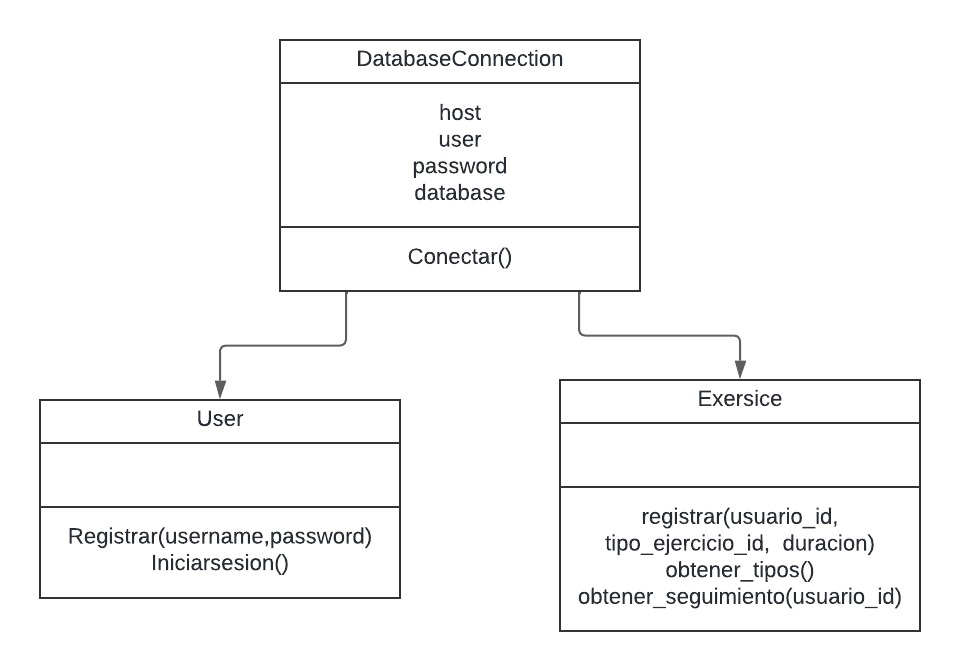 DatabaseConnection
host
user
password
database
Conectar()
User
Registrar(username,password)
Iniciarsesion()
Exersice
registrar(usuario_id,
tipo_ejercicio_id, duracion)
obtener_tipos()
obtener_seguimiento(usuario_id)